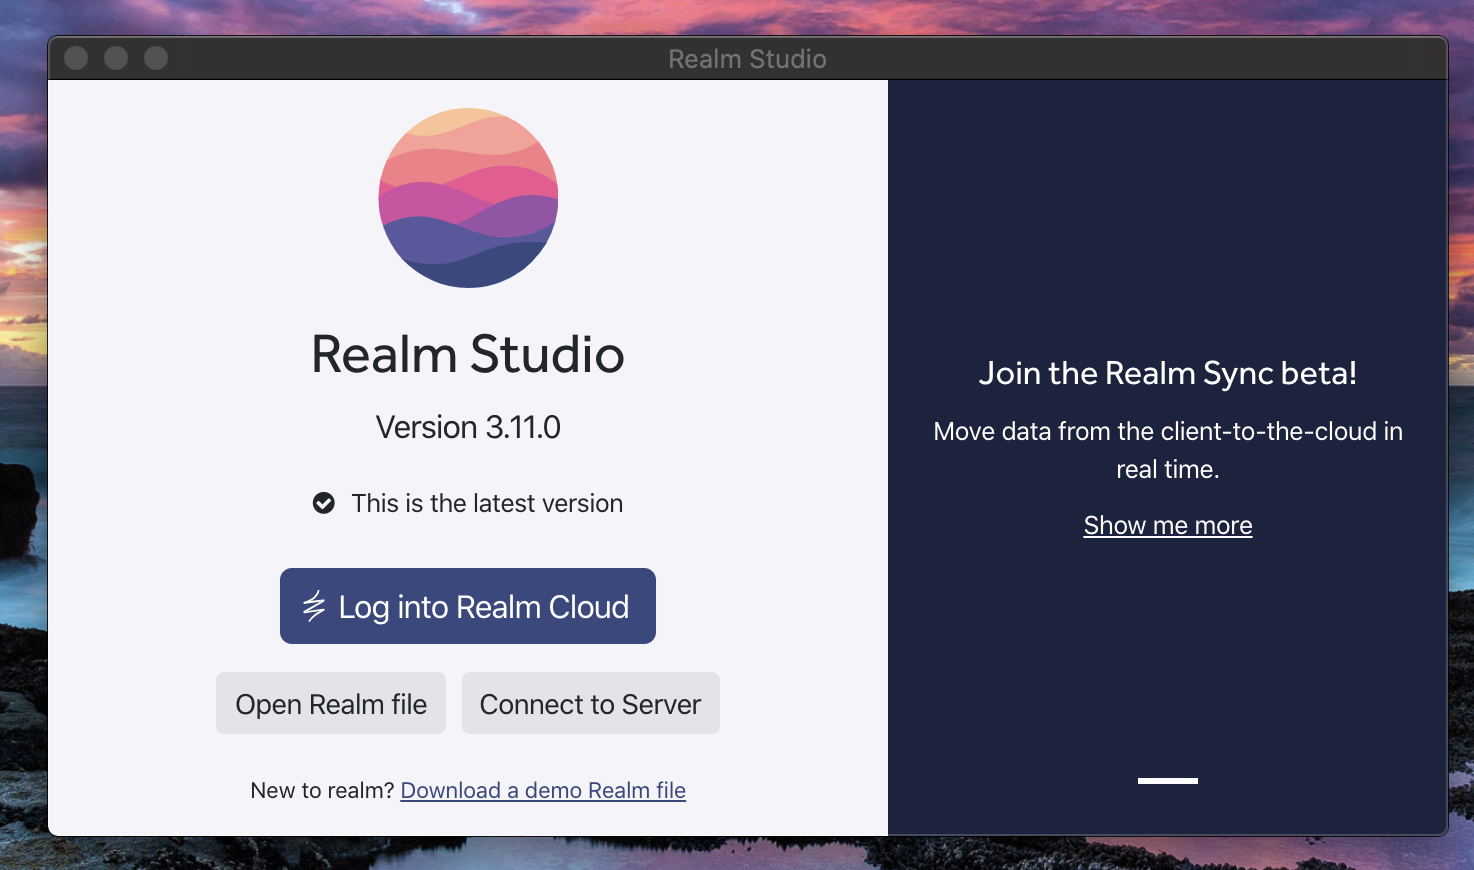 Realm Studio
Realm Studio
Version 3.11.0
This is the latest version
Log into Realm Cloud
Open Realm file
Connect to Server
New to realm? Download a demo Realm file
Join the Realm Sync beta!
Move data from the client-to-the-cloud in
real time.
Show me more